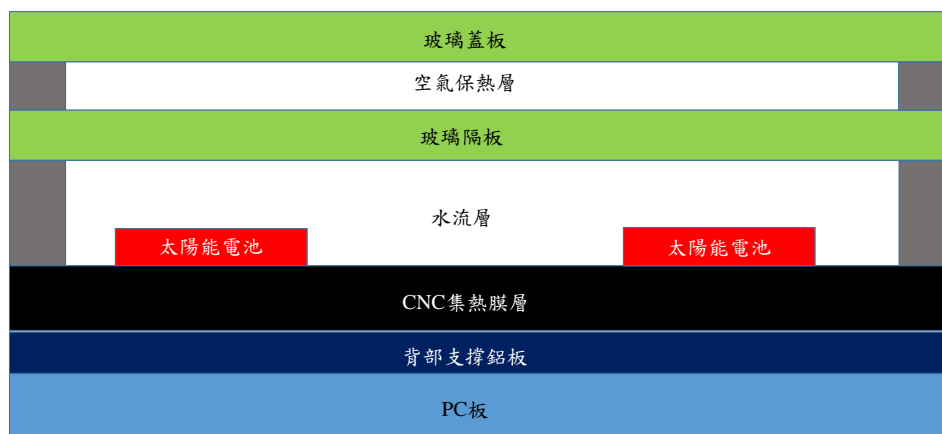 玻璃蓋板
空氣保熱層
玻璃隔板
水流層
太陽能電池
太陽能電池
CNC集熱膜層
背部支撐鋁板
PC板